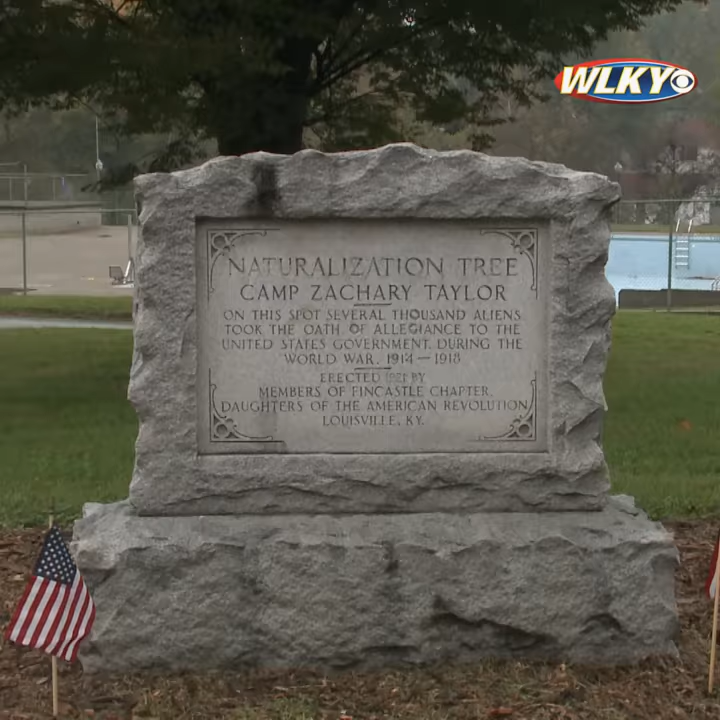 WLKY
NATURALIZATION TREE
CAMP ZACHARY TAYLOR
ON THIS SPOT SEVERAL THOUSAND ALIENS
TOOK THE OATH OF ALLEGIANCE TO THE
UNITED STATES GOVERNMENT, DURING THE
WORLD WAR, 1914 — 1918
ERECTED 1921 BY
MEMBERS OF FINCASTLE CHAPTER,
DAUGHTERS OF THE AMERICAN REVOLUTION
LOUISVILLE, KY.